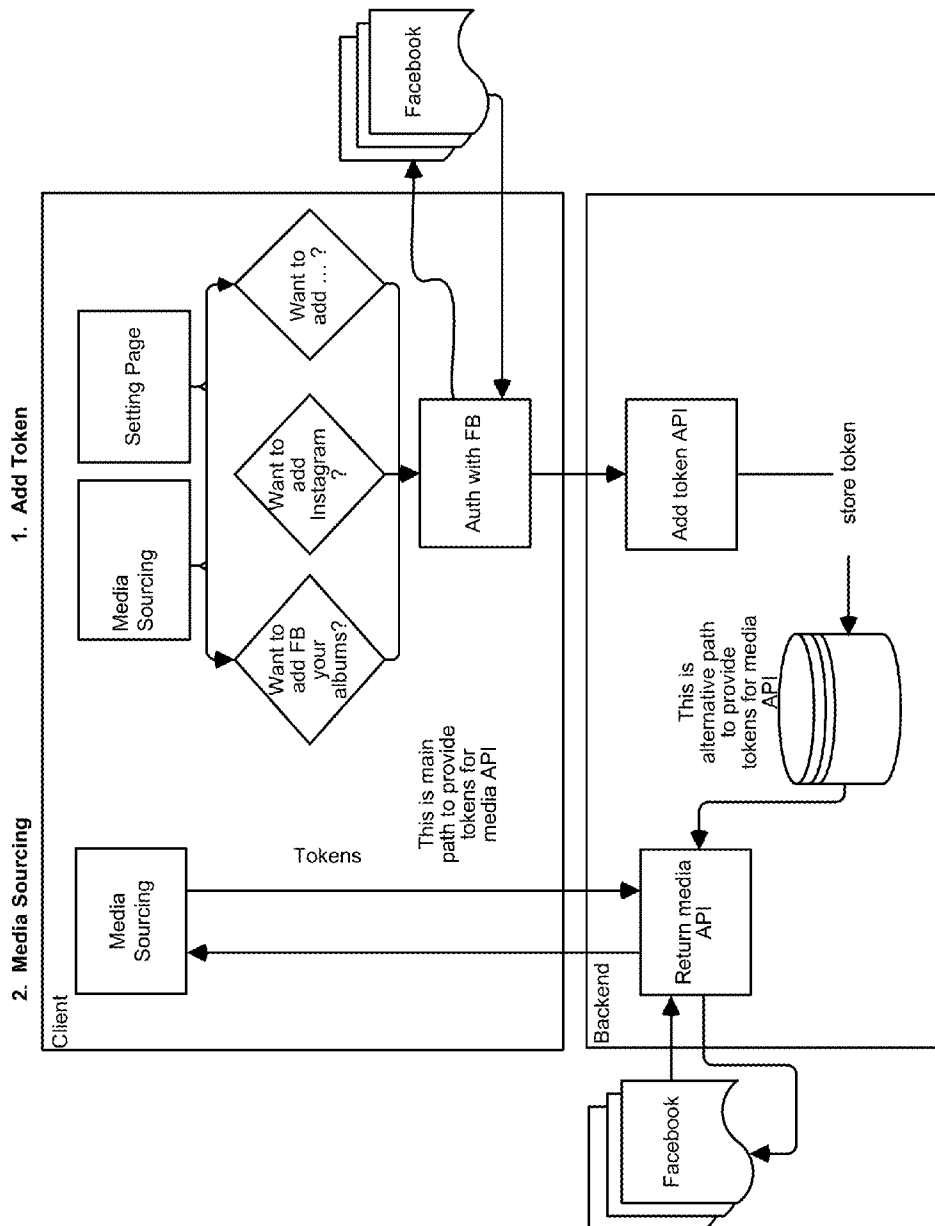 2. Media Sourcing
1. Add Token
Client
Media
Sourcing
Media
Sourcing
Setting Page
Want to
add FB
your
albums?
Want to
add
Instagram
?
Want to
add ... ?
Tokens
This is main
path to provide
tokens for
media API
Auth with FB
Facebook
Backend
Facebook
Return media
API
This is
alternative path
to provide
tokens for media
API
Add token API
store token